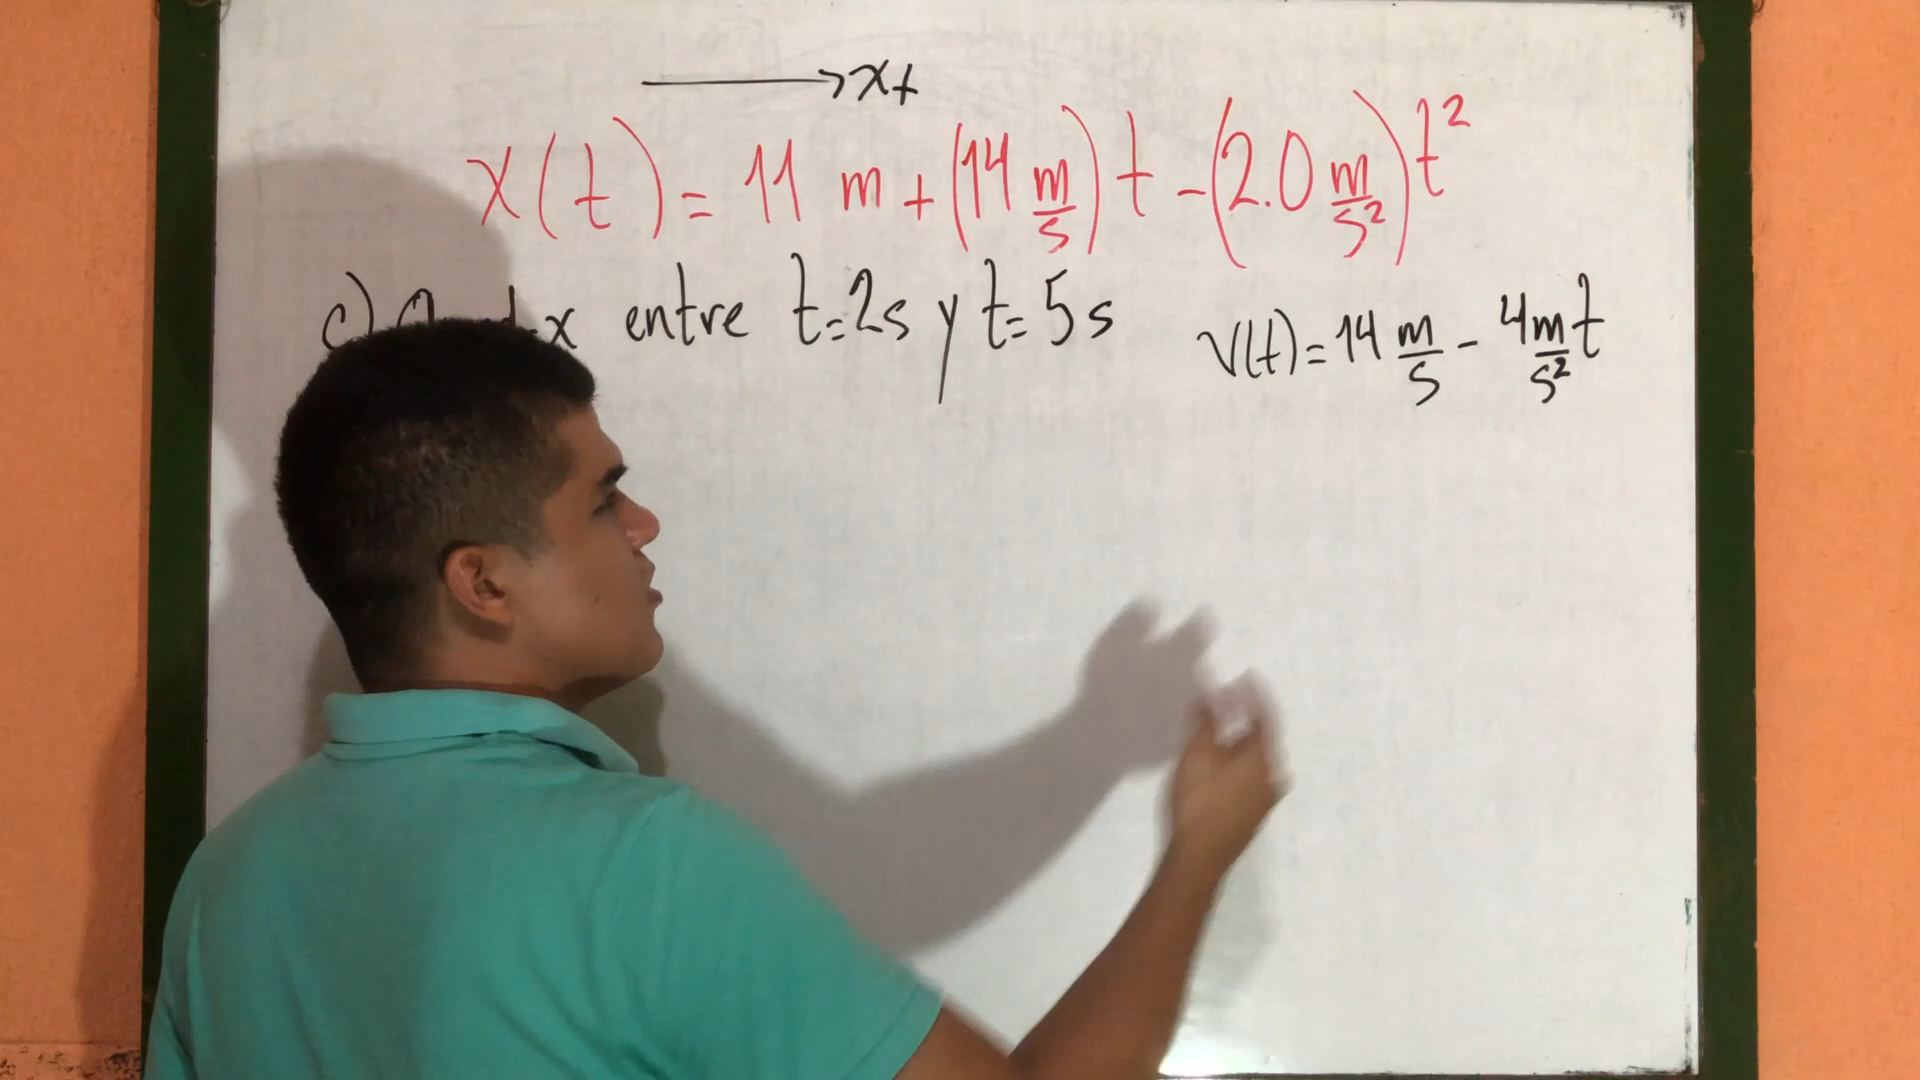 x+
x(t) = 11 m + (14 m/s) t - (2.0 m/s²) t²
c) x entre t=2s y t=5s
v(t) = 14 m/s - 4m/s² t